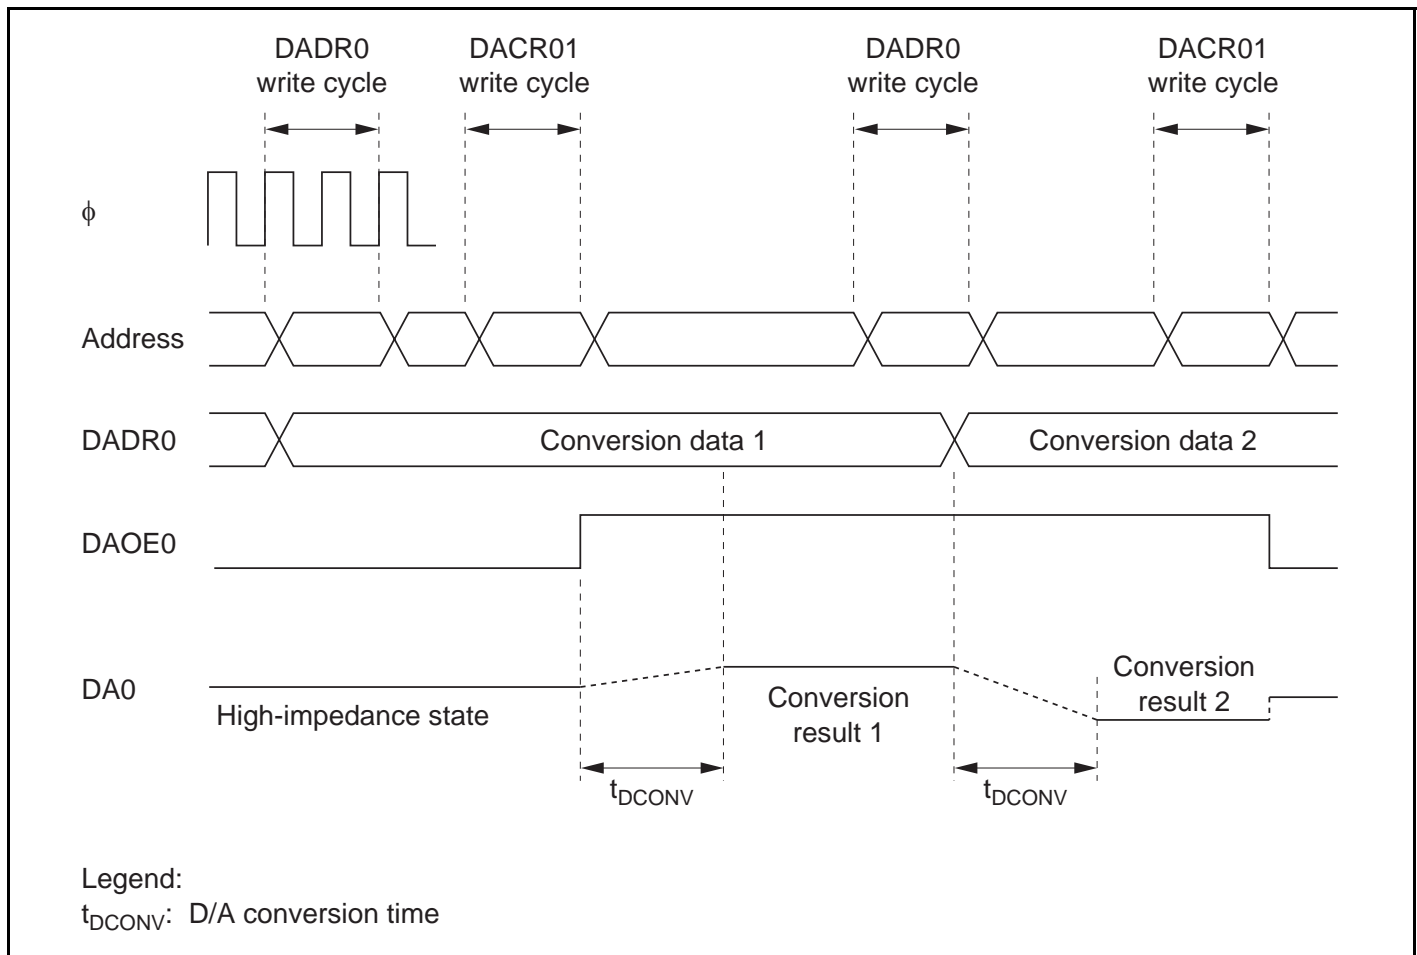 DADR0
write cycle
DACR01
write cycle
DADR0
write cycle
DACR01
write cycle
ϕ
Address
DADR0
Conversion data 1
Conversion data 2
DAOE0
DA0
High-impedance state
Conversion
result 1
Conversion
result 2
tDCONV
tDCONV
Legend:
tDCONV: D/A conversion time